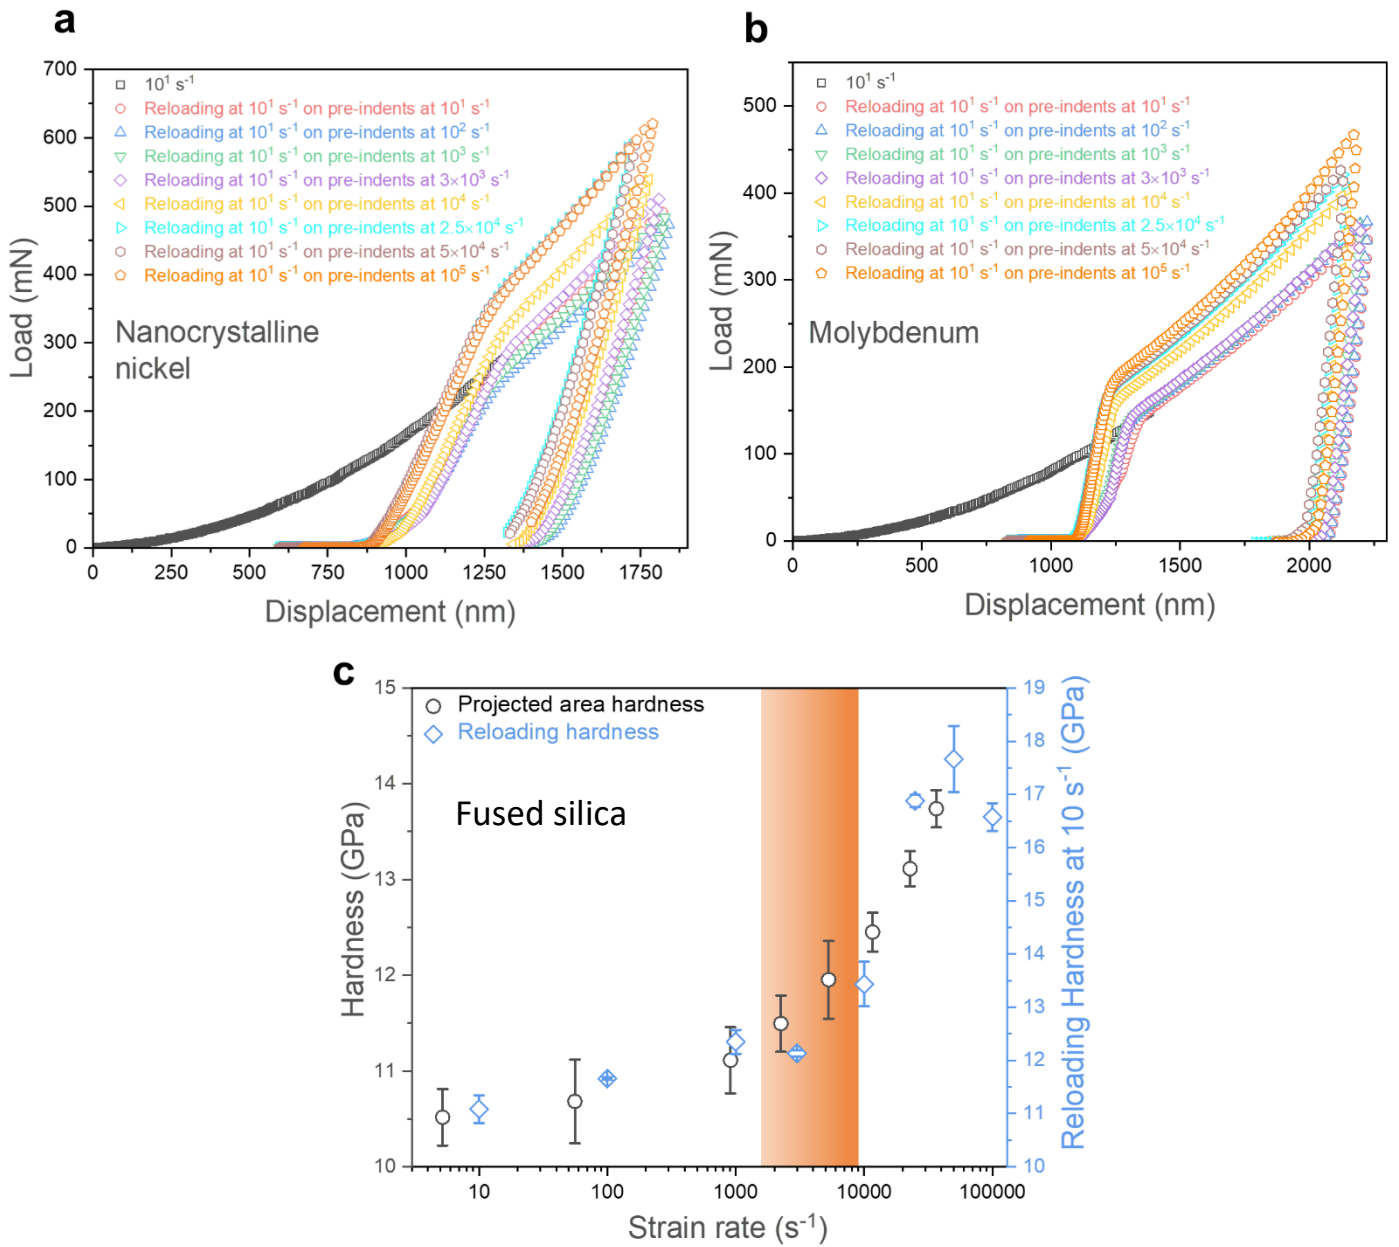 a
700
600
500
400
300
200
100
0
Load (mN)
10¹ s⁻¹
Reloading at 10¹ s⁻¹ on pre-indents at 10¹ s⁻¹
Reloading at 10¹ s⁻¹ on pre-indents at 10² s⁻¹
Reloading at 10¹ s⁻¹ on pre-indents at 10³ s⁻¹
Reloading at 10¹ s⁻¹ on pre-indents at 3×10³ s⁻¹
Reloading at 10¹ s⁻¹ on pre-indents at 10⁴ s⁻¹
Reloading at 10¹ s⁻¹ on pre-indents at 2.5×10⁴ s⁻¹
Reloading at 10¹ s⁻¹ on pre-indents at 5×10⁴ s⁻¹
Reloading at 10¹ s⁻¹ on pre-indents at 10⁵ s⁻¹
Nanocrystalline
nickel
0 250 500 750 1000 1250 1500 1750
Displacement (nm)
b
500
400
300
200
100
0
Load (mN)
10¹ s⁻¹
Reloading at 10¹ s⁻¹ on pre-indents at 10¹ s⁻¹
Reloading at 10¹ s⁻¹ on pre-indents at 10² s⁻¹
Reloading at 10¹ s⁻¹ on pre-indents at 10³ s⁻¹
Reloading at 10¹ s⁻¹ on pre-indents at 3×10³ s⁻¹
Reloading at 10¹ s⁻¹ on pre-indents at 10⁴ s⁻¹
Reloading at 10¹ s⁻¹ on pre-indents at 2.5×10⁴ s⁻¹
Reloading at 10¹ s⁻¹ on pre-indents at 5×10⁴ s⁻¹
Reloading at 10¹ s⁻¹ on pre-indents at 10⁵ s⁻¹
Molybdenum
0 500 1000 1500 2000
Displacement (nm)
c
15
14
13
12
11
10
Hardness (GPa)
Projected area hardness
Reloading hardness
Fused silica
19
18
17
16
15
14
13
12
11
10
Reloading Hardness at 10 s⁻¹ (GPa)
10 100 1000 10000 100000
Strain rate (s⁻¹)